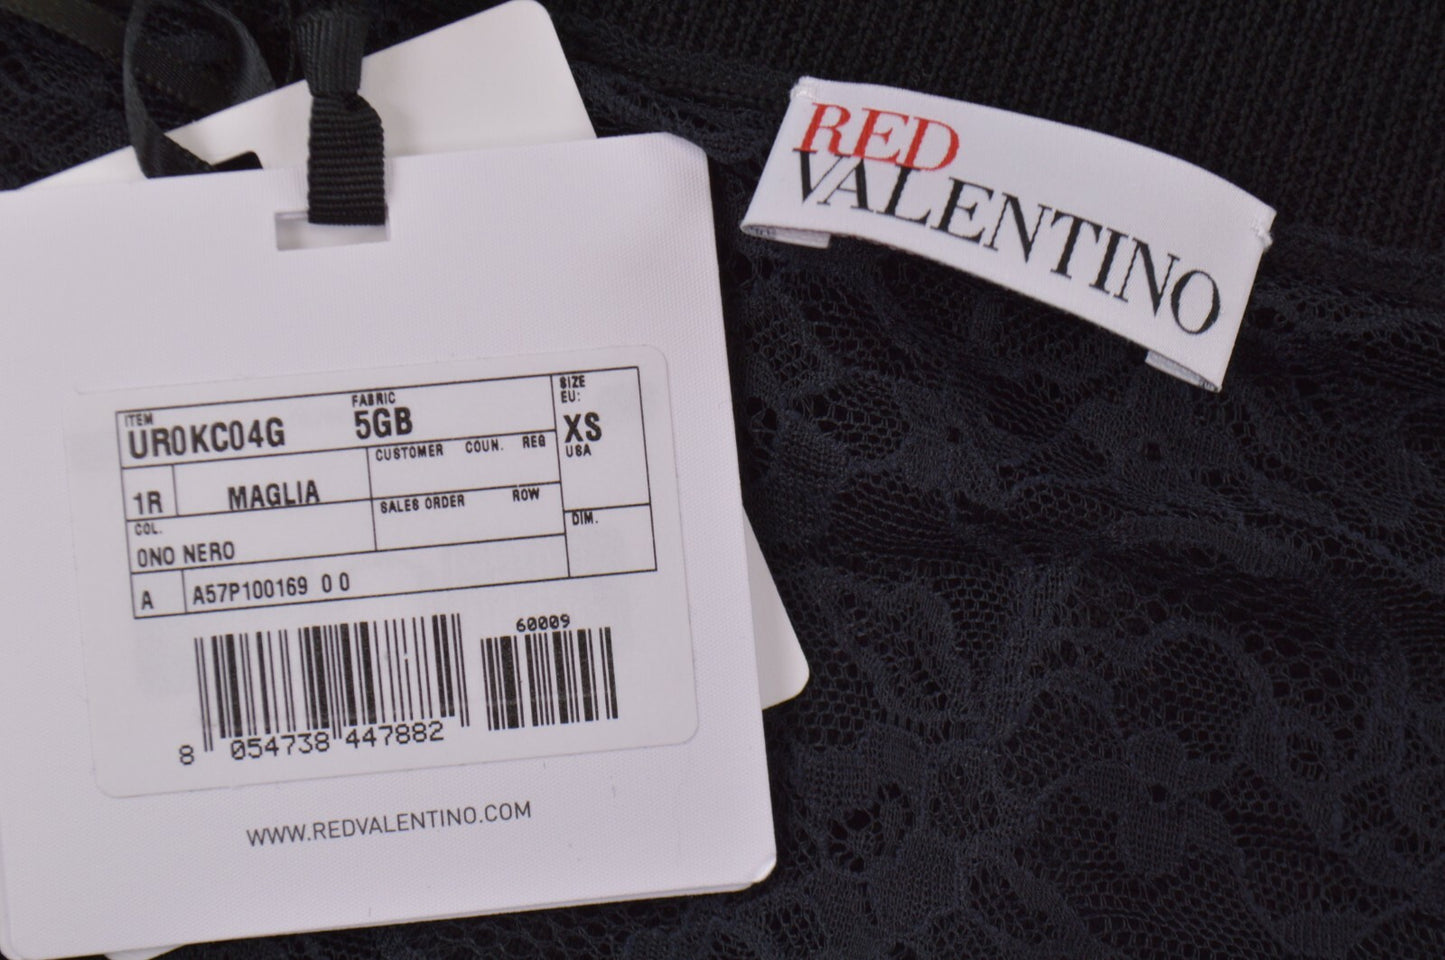 RED
VALENTINO
ITEM FABRIC SIZE
EU:
UR0KC04G 5GB XS
USA
CUSTOMER COUN. REG
1R MAGLIA
SALES ORDER ROW
COL.
DIM.
0NO NERO
A A57P100169 0 0
60009
8 054738 447882
WWW.REDVALENTINO.COM